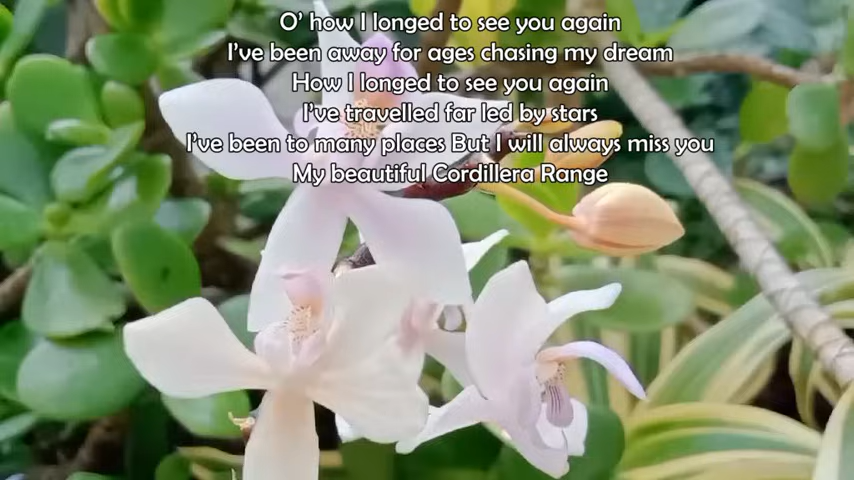 O' how I longed to see you again
I've been away for ages chasing my dream
How I longed to see you again
I've travelled far led by stars
I've been to many places But I will always miss you
My beautiful Cordillera Range